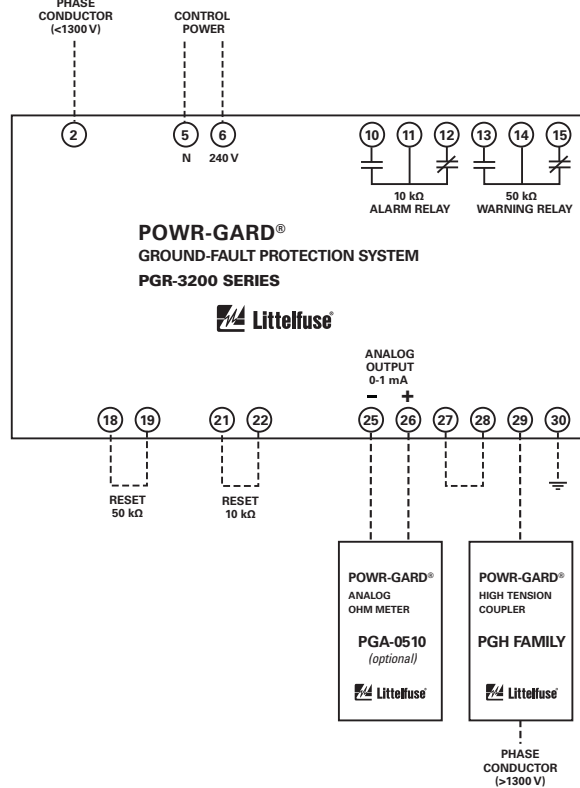 PHASE
CONDUCTOR
(<1300 V)
CONTROL
POWER
2
5
6
10
11
12
13
14
15
N
240 V
10 kΩ
ALARM RELAY
50 kΩ
WARNING RELAY
POWR-GARD®
GROUND-FAULT PROTECTION SYSTEM
PGR-3200 SERIES
Littelfuse®
ANALOG
OUTPUT
0-1 mA
− +
18
19
21
22
25
26
27
28
29
30
RESET
50 kΩ
RESET
10 kΩ
POWR-GARD®
ANALOG
OHM METER
PGA-0510
(optional)
Littelfuse®
POWR-GARD®
HIGH TENSION
COUPLER
PGH FAMILY
Littelfuse®
PHASE
CONDUCTOR
(>1300 V)